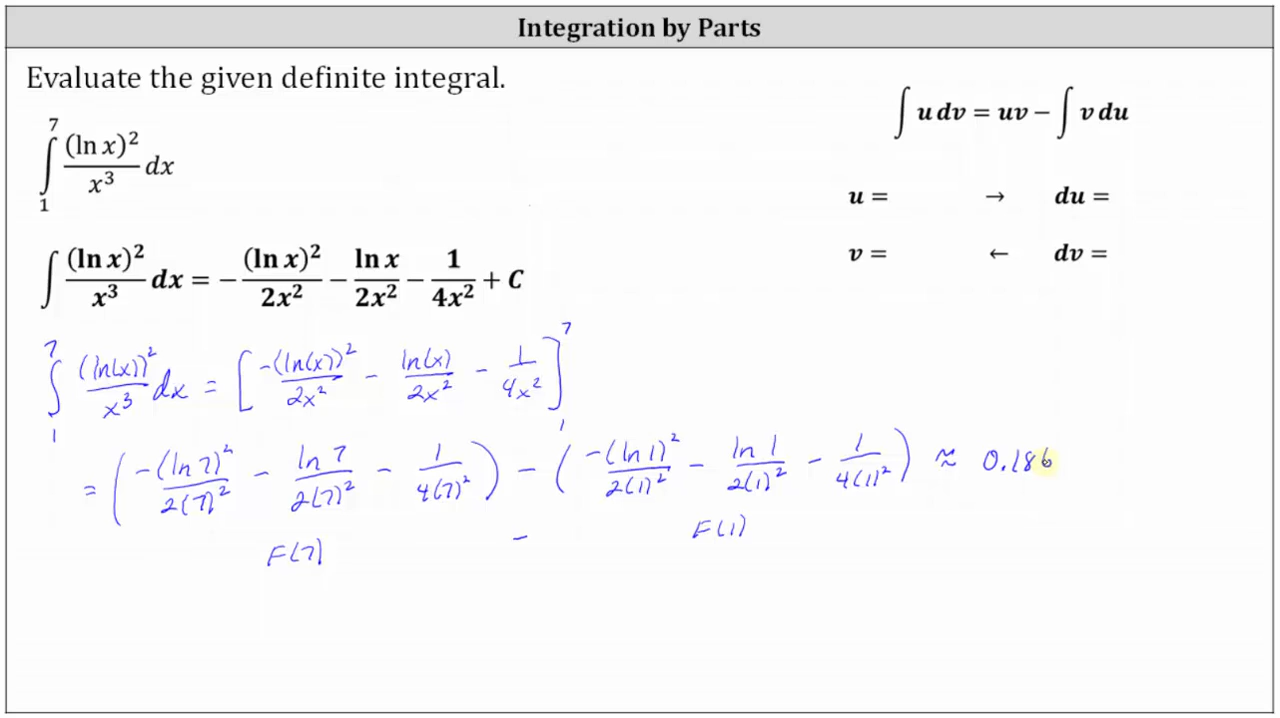 Integration by Parts
Evaluate the given definite integral.
∫₁⁷ (ln x)²/x³ dx
∫ u dv = uv − ∫ v du
u = → du =
v = ← dv =
∫ (ln x)²/x³ dx = −(ln x)²/2x² − ln x/2x² − 1/4x² + C
∫₁⁷ (ln(x))²/x³ dx = [−(ln(x))²/2x² − ln(x)/2x² − 1/4x²]₁⁷
= (−(ln 7)²/2(7)² − ln 7/2(7)² − 1/4(7)²) − (−(ln 1)²/2(1)² − ln 1/2(1)² − 1/4(1)²) ≈ 0.186
F(7) − F(1)